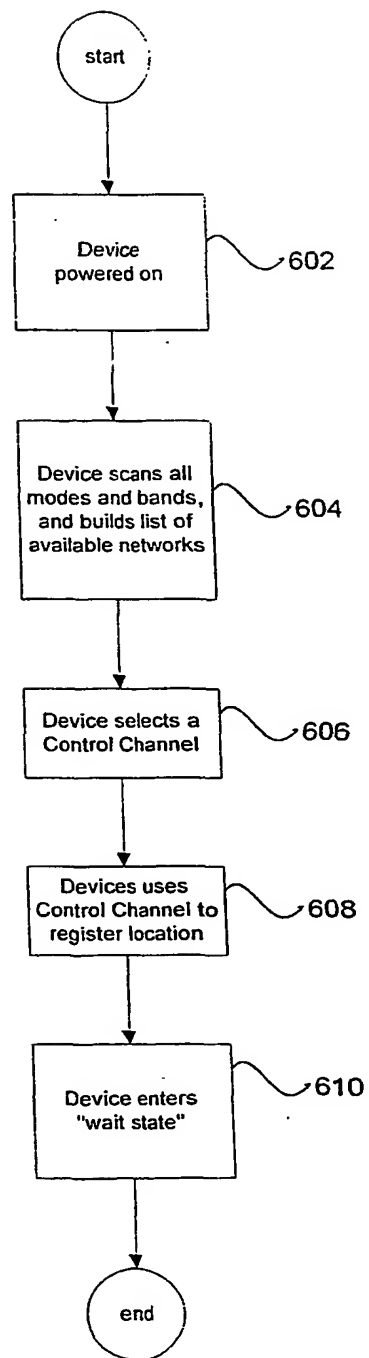 start
Device
powered on
602
Device scans all
modes and bands,
and builds list of
available networks
604
Device selects a
Control Channel
606
Devices uses
Control Channel to
register location
608
Device enters
"wait state"
610
end